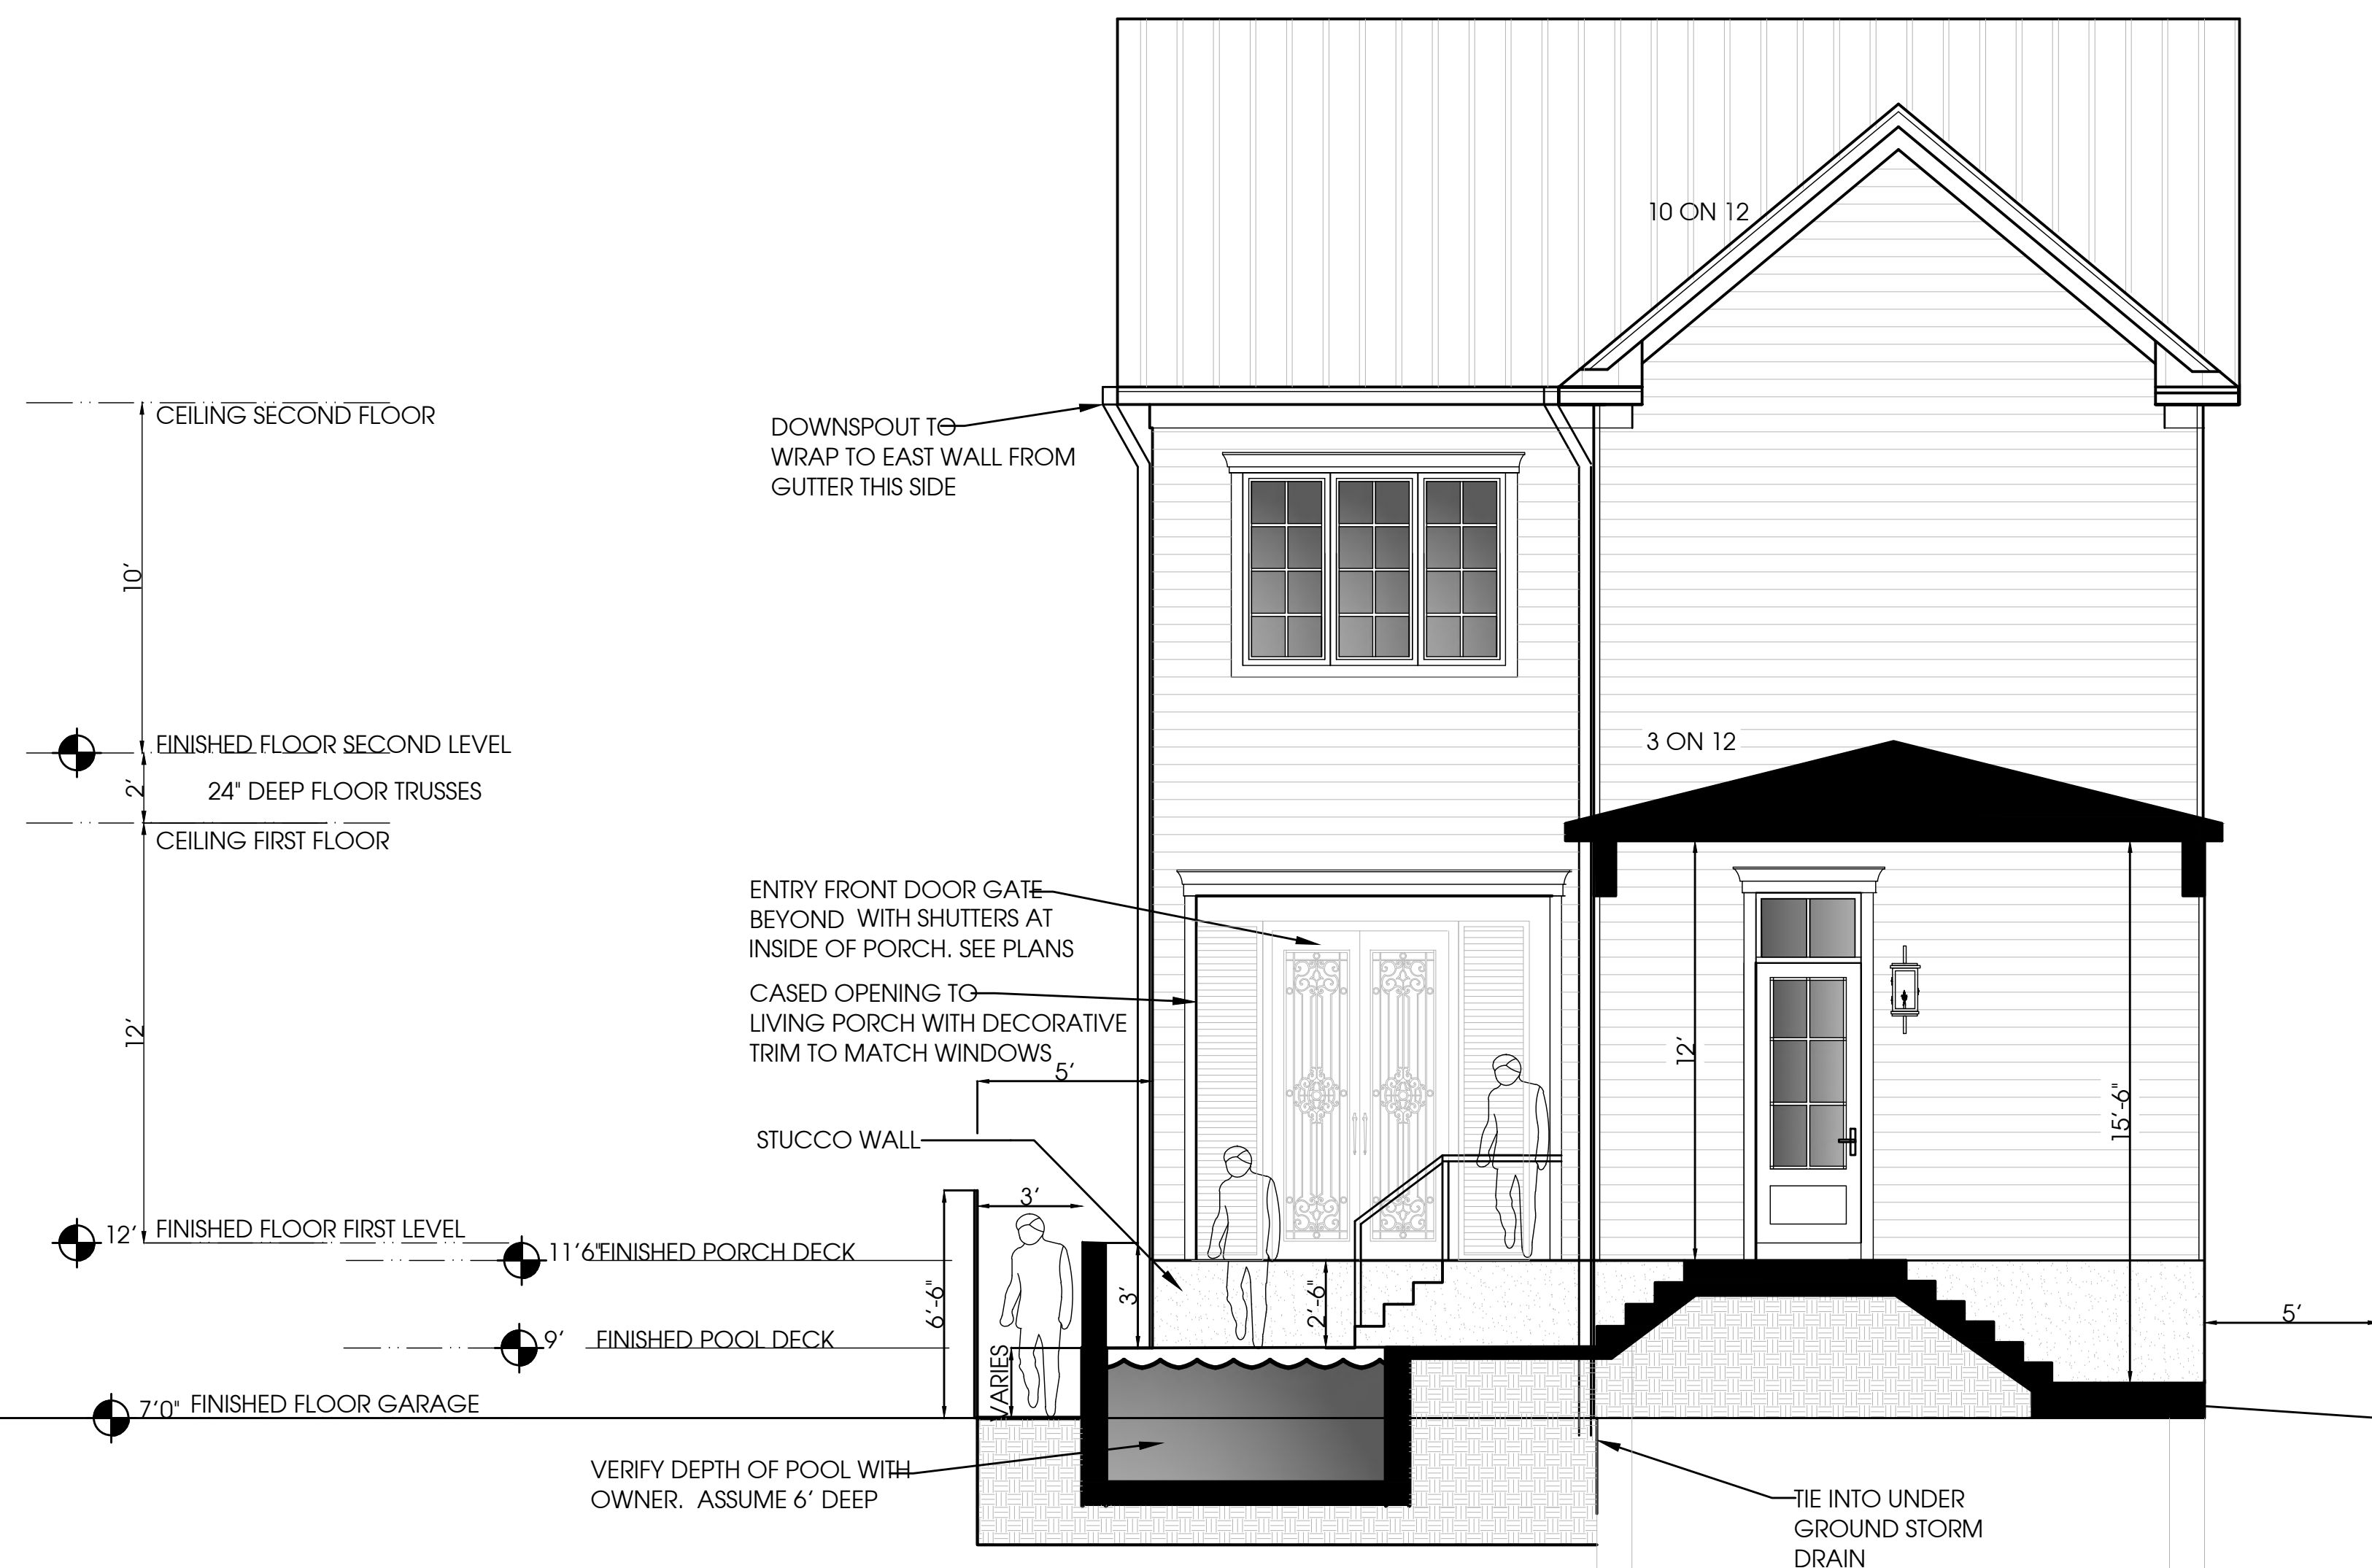 10 ON 12
CEILING SECOND FLOOR
DOWNSPOUT TO
WRAP TO EAST WALL FROM
GUTTER THIS SIDE
10'
FINISHED FLOOR SECOND LEVEL
3 ON 12
2'
24" DEEP FLOOR TRUSSES
CEILING FIRST FLOOR
ENTRY FRONT DOOR GATE
BEYOND WITH SHUTTERS AT
INSIDE OF PORCH. SEE PLANS
CASED OPENING TO
LIVING PORCH WITH DECORATIVE
TRIM TO MATCH WINDOWS
12'
12'
15'-6"
5'
STUCCO WALL
3'
12'
FINISHED FLOOR FIRST LEVEL
11'6"
FINISHED PORCH DECK
6'-6"
3'
2'-6"
5'
9'
FINISHED POOL DECK
VARIES
7'0"
FINISHED FLOOR GARAGE
VERIFY DEPTH OF POOL WITH
OWNER. ASSUME 6' DEEP
TIE INTO UNDER
GROUND STORM
DRAIN